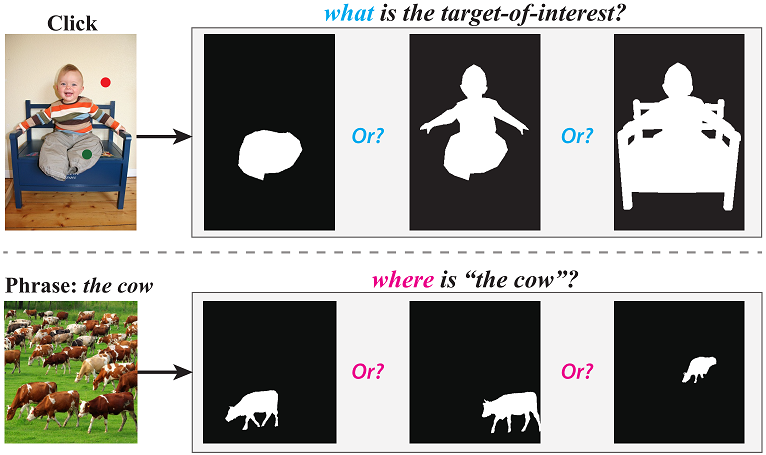 Click
what is the target-of-interest?
Or?
Or?
Phrase: the cow
where is “the cow”?
Or?
Or?